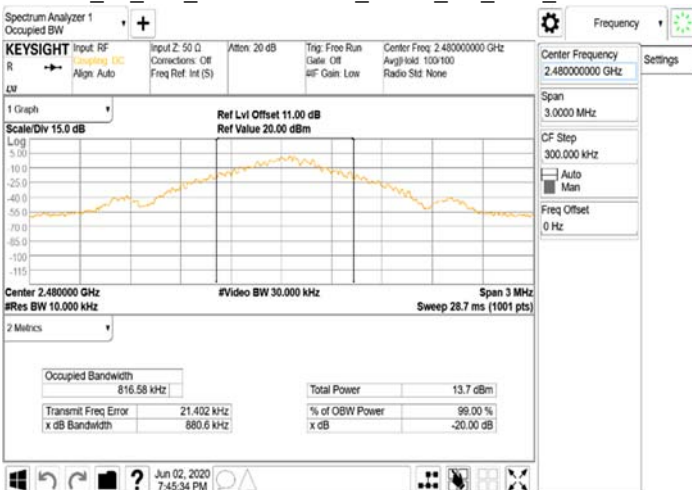 Spectrum Analyzer 1
Occupied BW
Frequency
KEYSIGHT
R
LXI
Input: RF
Coupling: DC
Align: Auto
Input Z: 50 Ω
Corrections: Off
Freq Ref: Int (S)
Atten: 20 dB
Trig: Free Run
Gate: Off
#IF Gain: Low
Center Freq: 2.480000000 GHz
Avg|Hold: 100/100
Radio Std: None
Center Frequency
2.480000000 GHz
Settings
Span
3.0000 MHz
CF Step
300.000 kHz
Auto
Man
Freq Offset
0 Hz
1 Graph
Scale/Div 15.0 dB
Ref Lvl Offset 11.00 dB
Ref Value 20.00 dBm
Log
5.00
-10.0
-25.0
-40.0
-55.0
-70.0
-85.0
-100
-115
Center 2.480000 GHz
#Video BW 30.000 kHz
Span 3 MHz
#Res BW 10.000 kHz
Sweep 28.7 ms (1001 pts)
2 Metrics
Occupied Bandwidth
816.58 kHz
Total Power 13.7 dBm
Transmit Freq Error 21.402 kHz
% of OBW Power 99.00 %
x dB Bandwidth 880.6 kHz
x dB -20.00 dB
?
Jun 02, 2020
7:45:34 PM